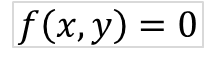 f(x, y) = 0